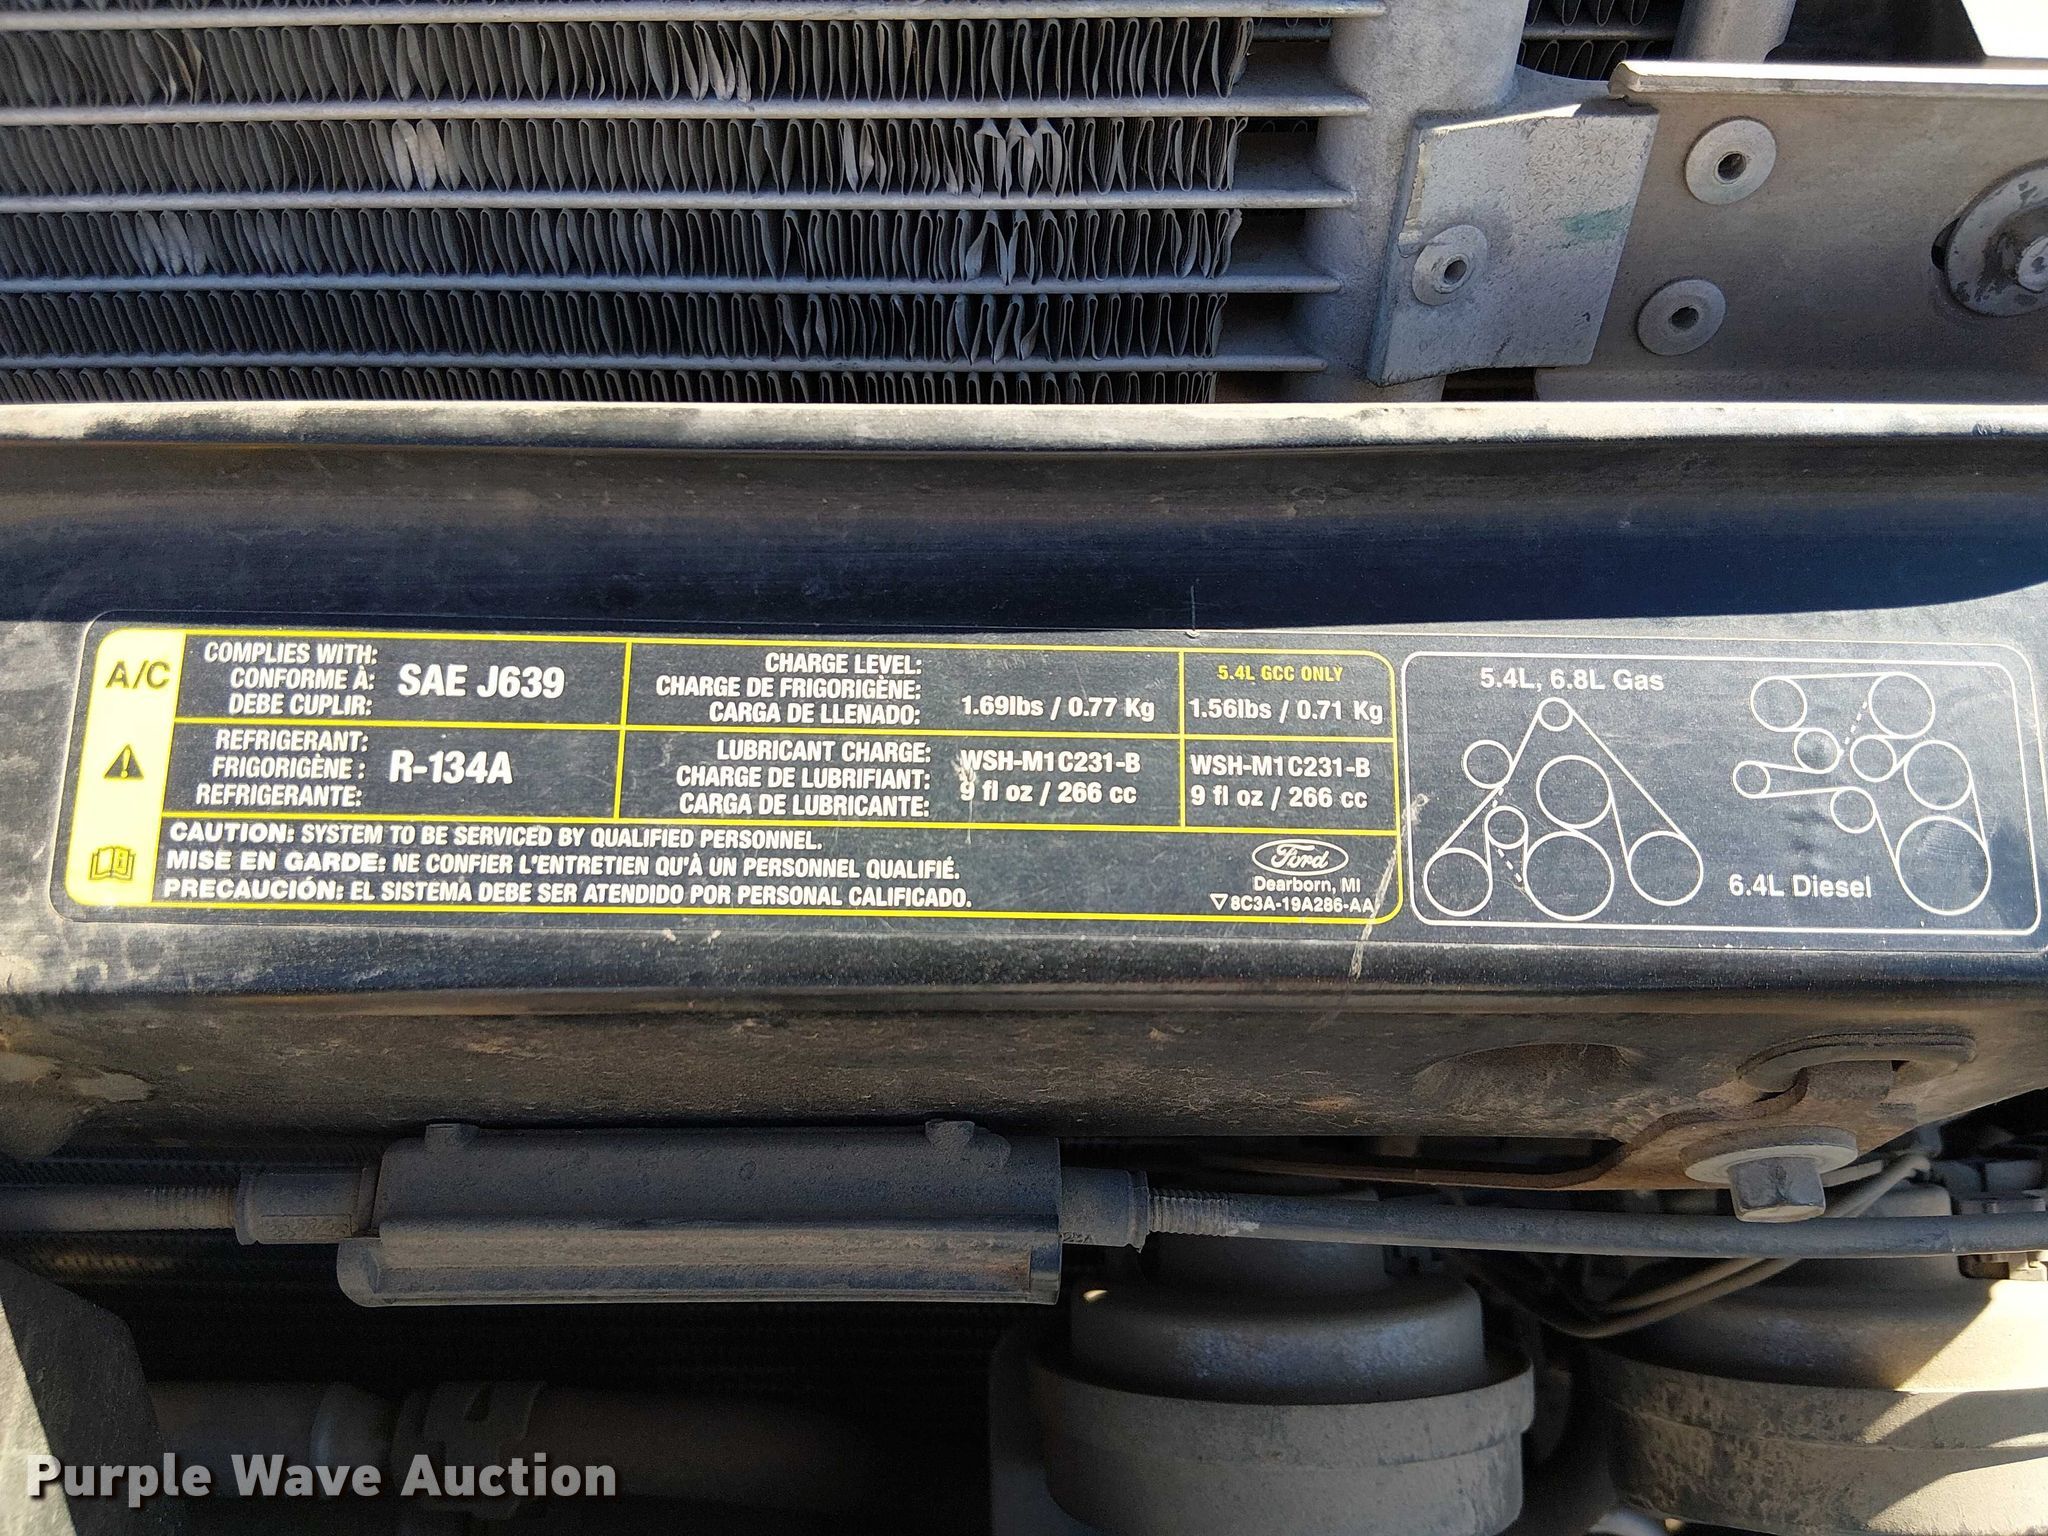 A/C
COMPLIES WITH:
CONFORME À:
DEBE CUPLIR:
SAE J639
REFRIGERANT:
FRIGORIGÈNE :
REFRIGERANTE:
R-134A
CHARGE LEVEL:
CHARGE DE FRIGORIGÈNE:
CARGA DE LLENADO:
1.69lbs / 0.77 Kg
5.4L GCC ONLY
1.56lbs / 0.71 Kg
LUBRICANT CHARGE:
CHARGE DE LUBRIFIANT:
CARGA DE LUBRICANTE:
WSH-M1C231-B
9 fl oz / 266 cc
WSH-M1C231-B
9 fl oz / 266 cc
CAUTION: SYSTEM TO BE SERVICED BY QUALIFIED PERSONNEL.
MISE EN GARDE: NE CONFIER L'ENTRETIEN QU'À UN PERSONNEL QUALIFIÉ.
PRECAUCIÓN: EL SISTEMA DEBE SER ATENDIDO POR PERSONAL CALIFICADO.
Ford
Dearborn, MI
8C3A-19A286-AA
5.4L, 6.8L Gas
6.4L Diesel
Purple Wave Auction